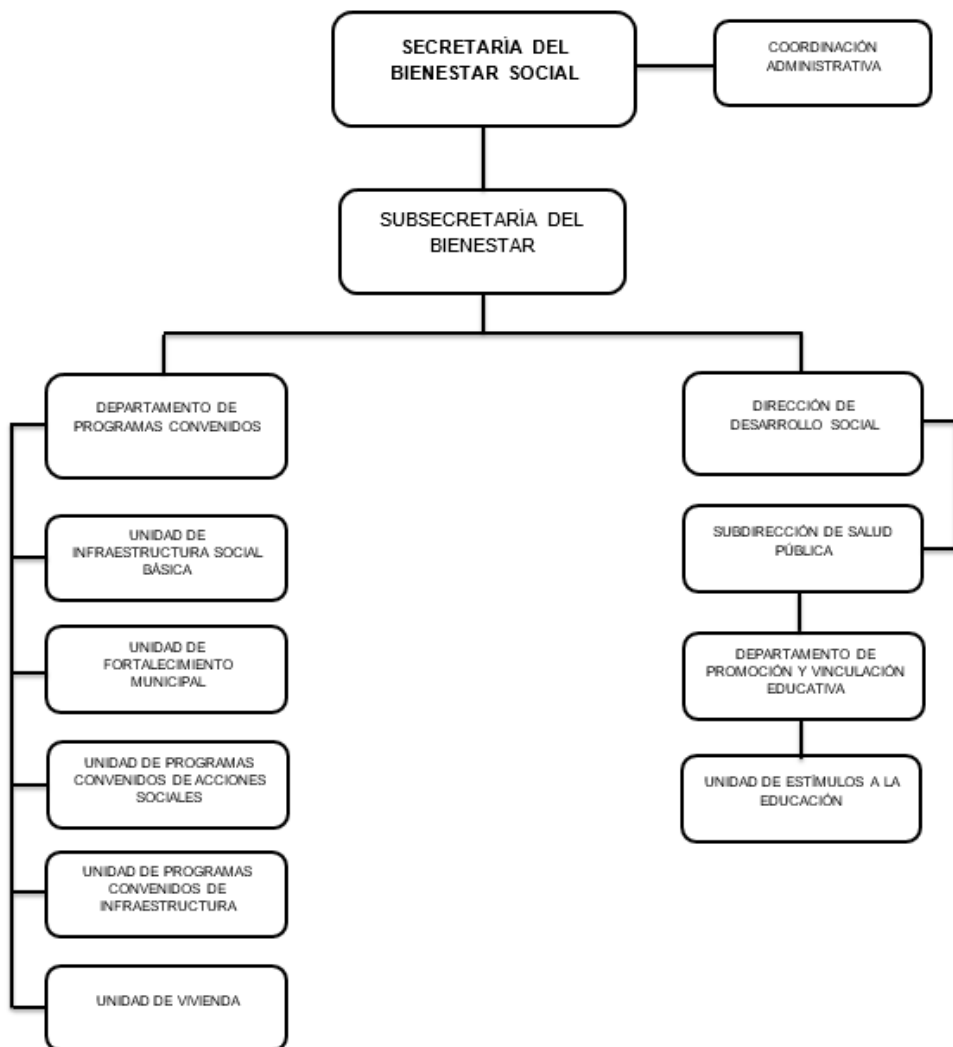 SECRETARÌA DEL
BIENESTAR SOCIAL
COORDINACIÓN
ADMINISTRATIVA
SUBSECRETARÌA DEL
BIENESTAR
DEPARTAMENTO DE
PROGRAMAS CONVENIDOS
UNIDAD DE
INFRAESTRUCTURA SOCIAL
BÁSICA
UNIDAD DE
FORTALECIMIENTO
MUNICIPAL
UNIDAD DE PROGRAMAS
CONVENIDOS DE ACCIONES
SOCIALES
UNIDAD DE PROGRAMAS
CONVENIDOS DE
INFRAESTRUCTURA
UNIDAD DE VIVIENDA
DIRECCIÓN DE
DESARROLLO SOCIAL
SUBDIRECCIÓN DE SALUD
PÚBLICA
DEPARTAMENTO DE
PROMOCIÓN Y VINCULACIÓN
EDUCATIVA
UNIDAD DE ESTÍMULOS A LA
EDUCACIÓN